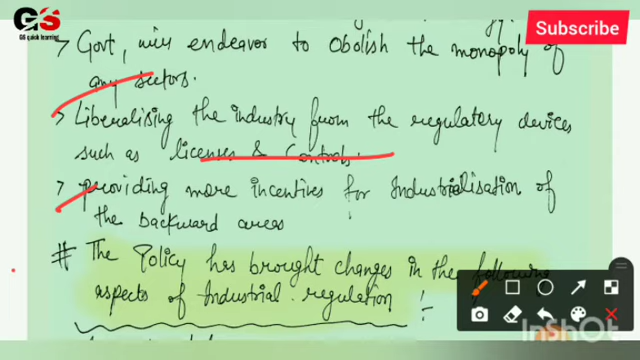 GS
GS quick learning
Subscribe
> Govt, will endeavor to abolish the monopoly of
any sectors.
> Liberalising the industry from the regulatory devices
such as licenses & Controls.
> providing more incentives for Industrialisation of
the backward areas
# The Policy has brought changes in the following
aspects of Industrial regulation :-
InShOt